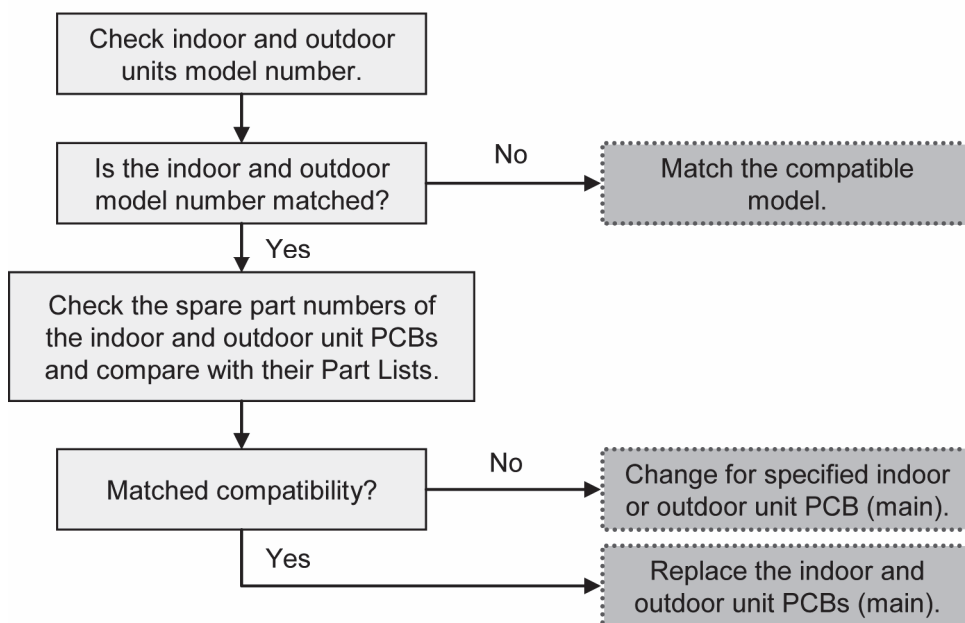 Check indoor and outdoor
units model number.
Is the indoor and outdoor
model number matched?
No
Match the compatible
model.
Yes
Check the spare part numbers of
the indoor and outdoor unit PCBs
and compare with their Part Lists.
Matched compatibility?
No
Change for specified indoor
or outdoor unit PCB (main).
Yes
Replace the indoor and
outdoor unit PCBs (main).